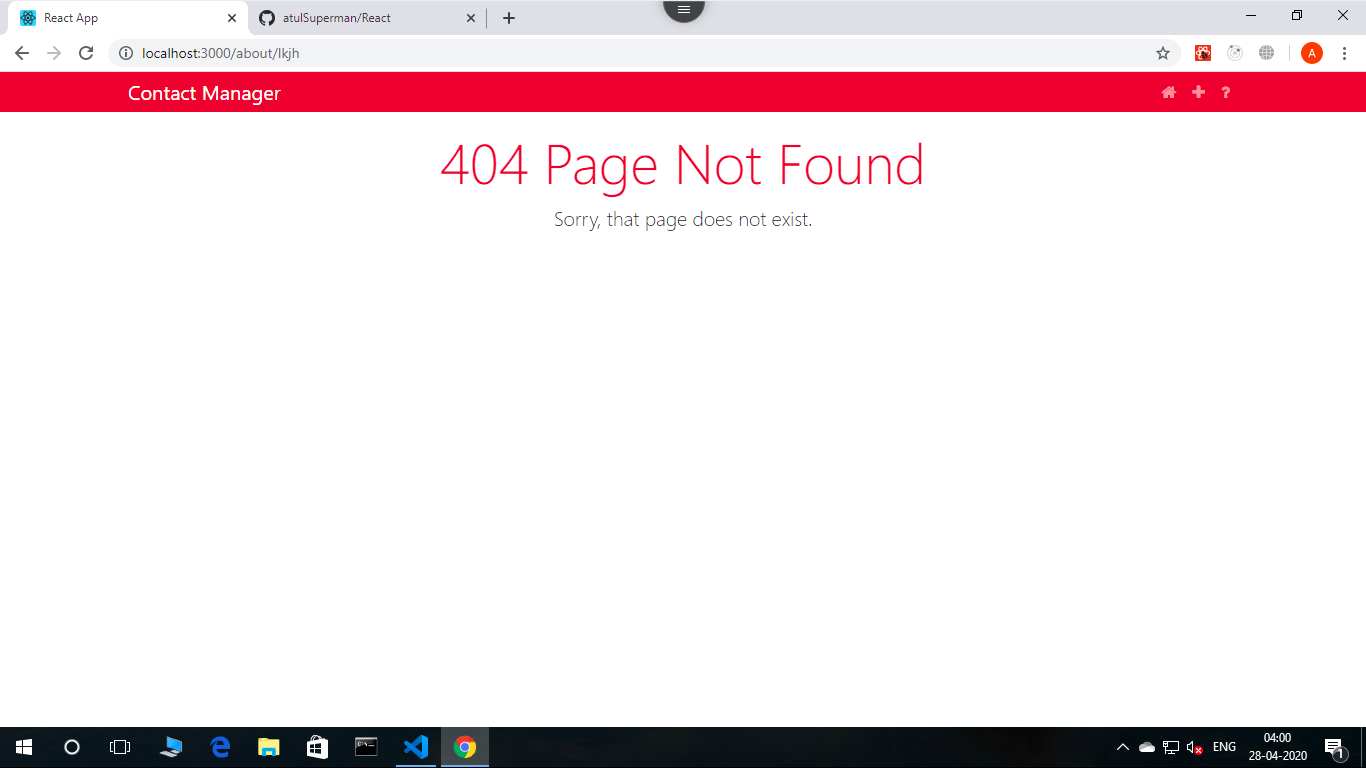 React App
atulSuperman/React
localhost:3000/about/lkjh
A
Contact Manager
404 Page Not Found
Sorry, that page does not exist.
ENG
04:00
28-04-2020
1